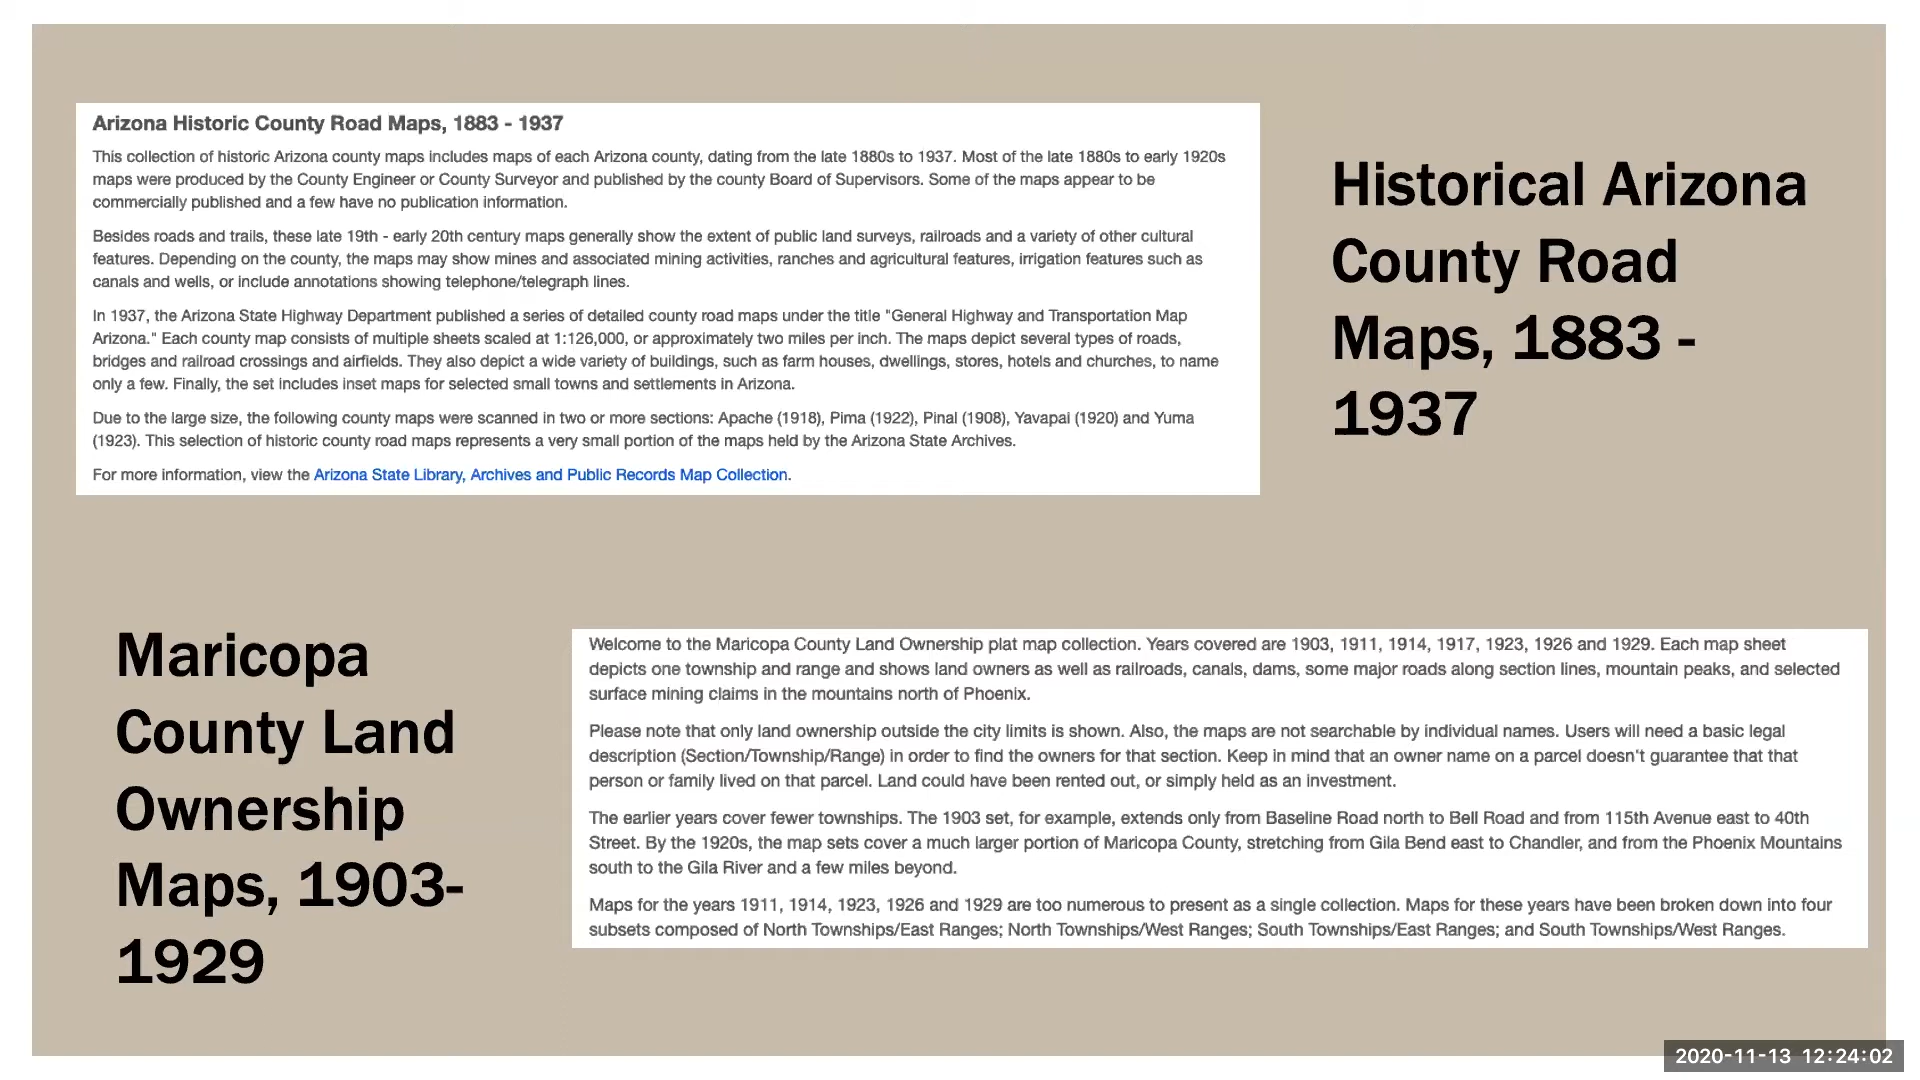 Arizona Historic County Road Maps, 1883 - 1937
This collection of historic Arizona county maps includes maps of each Arizona county, dating from the late 1880s to 1937. Most of the late 1880s to early 1920s
maps were produced by the County Engineer or County Surveyor and published by the county Board of Supervisors. Some of the maps appear to be
commercially published and a few have no publication information.
Besides roads and trails, these late 19th - early 20th century maps generally show the extent of public land surveys, railroads and a variety of other cultural
features. Depending on the county, the maps may show mines and associated mining activities, ranches and agricultural features, irrigation features such as
canals and wells, or include annotations showing telephone/telegraph lines.
In 1937, the Arizona State Highway Department published a series of detailed county road maps under the title "General Highway and Transportation Map
Arizona." Each county map consists of multiple sheets scaled at 1:126,000, or approximately two miles per inch. The maps depict several types of roads,
bridges and railroad crossings and airfields. They also depict a wide variety of buildings, such as farm houses, dwellings, stores, hotels and churches, to name
only a few. Finally, the set includes inset maps for selected small towns and settlements in Arizona.
Due to the large size, the following county maps were scanned in two or more sections: Apache (1918), Pima (1922), Pinal (1908), Yavapai (1920) and Yuma
(1923). This selection of historic county road maps represents a very small portion of the maps held by the Arizona State Archives.
For more information, view the Arizona State Library, Archives and Public Records Map Collection.
Historical Arizona
County Road
Maps, 1883 -
1937
Maricopa
County Land
Ownership
Maps, 1903-
1929
Welcome to the Maricopa County Land Ownership plat map collection. Years covered are 1903, 1911, 1914, 1917, 1923, 1926 and 1929. Each map sheet
depicts one township and range and shows land owners as well as railroads, canals, dams, some major roads along section lines, mountain peaks, and selected
surface mining claims in the mountains north of Phoenix.
Please note that only land ownership outside the city limits is shown. Also, the maps are not searchable by individual names. Users will need a basic legal
description (Section/Township/Range) in order to find the owners for that section. Keep in mind that an owner name on a parcel doesn't guarantee that that
person or family lived on that parcel. Land could have been rented out, or simply held as an investment.
The earlier years cover fewer townships. The 1903 set, for example, extends only from Baseline Road north to Bell Road and from 115th Avenue east to 40th
Street. By the 1920s, the map sets cover a much larger portion of Maricopa County, stretching from Gila Bend east to Chandler, and from the Phoenix Mountains
south to the Gila River and a few miles beyond.
Maps for the years 1911, 1914, 1923, 1926 and 1929 are too numerous to present as a single collection. Maps for these years have been broken down into four
subsets composed of North Townships/East Ranges; North Townships/West Ranges; South Townships/East Ranges; and South Townships/West Ranges.
2020-11-13 12:24:02